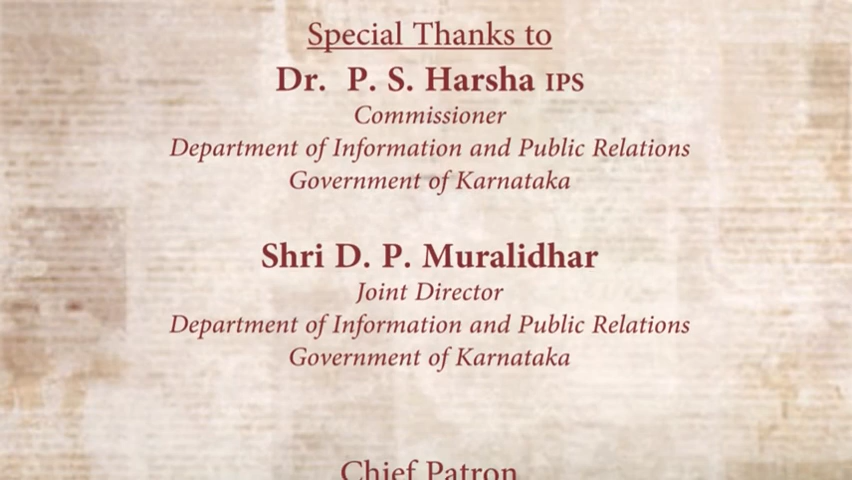 Special Thanks to
Dr. P. S. Harsha IPS
Commissioner
Department of Information and Public Relations
Government of Karnataka
Shri D. P. Muralidhar
Joint Director
Department of Information and Public Relations
Government of Karnataka
Chief Patron